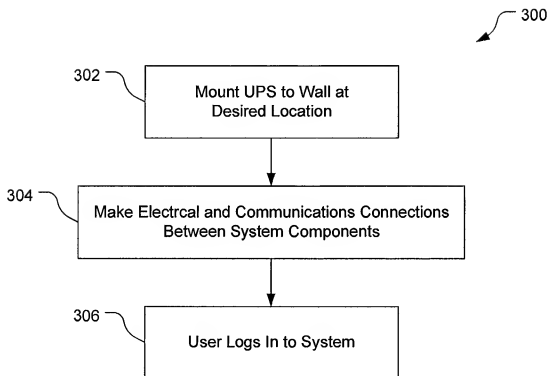 300
302
Mount UPS to Wall at
Desired Location
304
Make Electrcal and Communications Connections
Between System Components
306
User Logs In to System